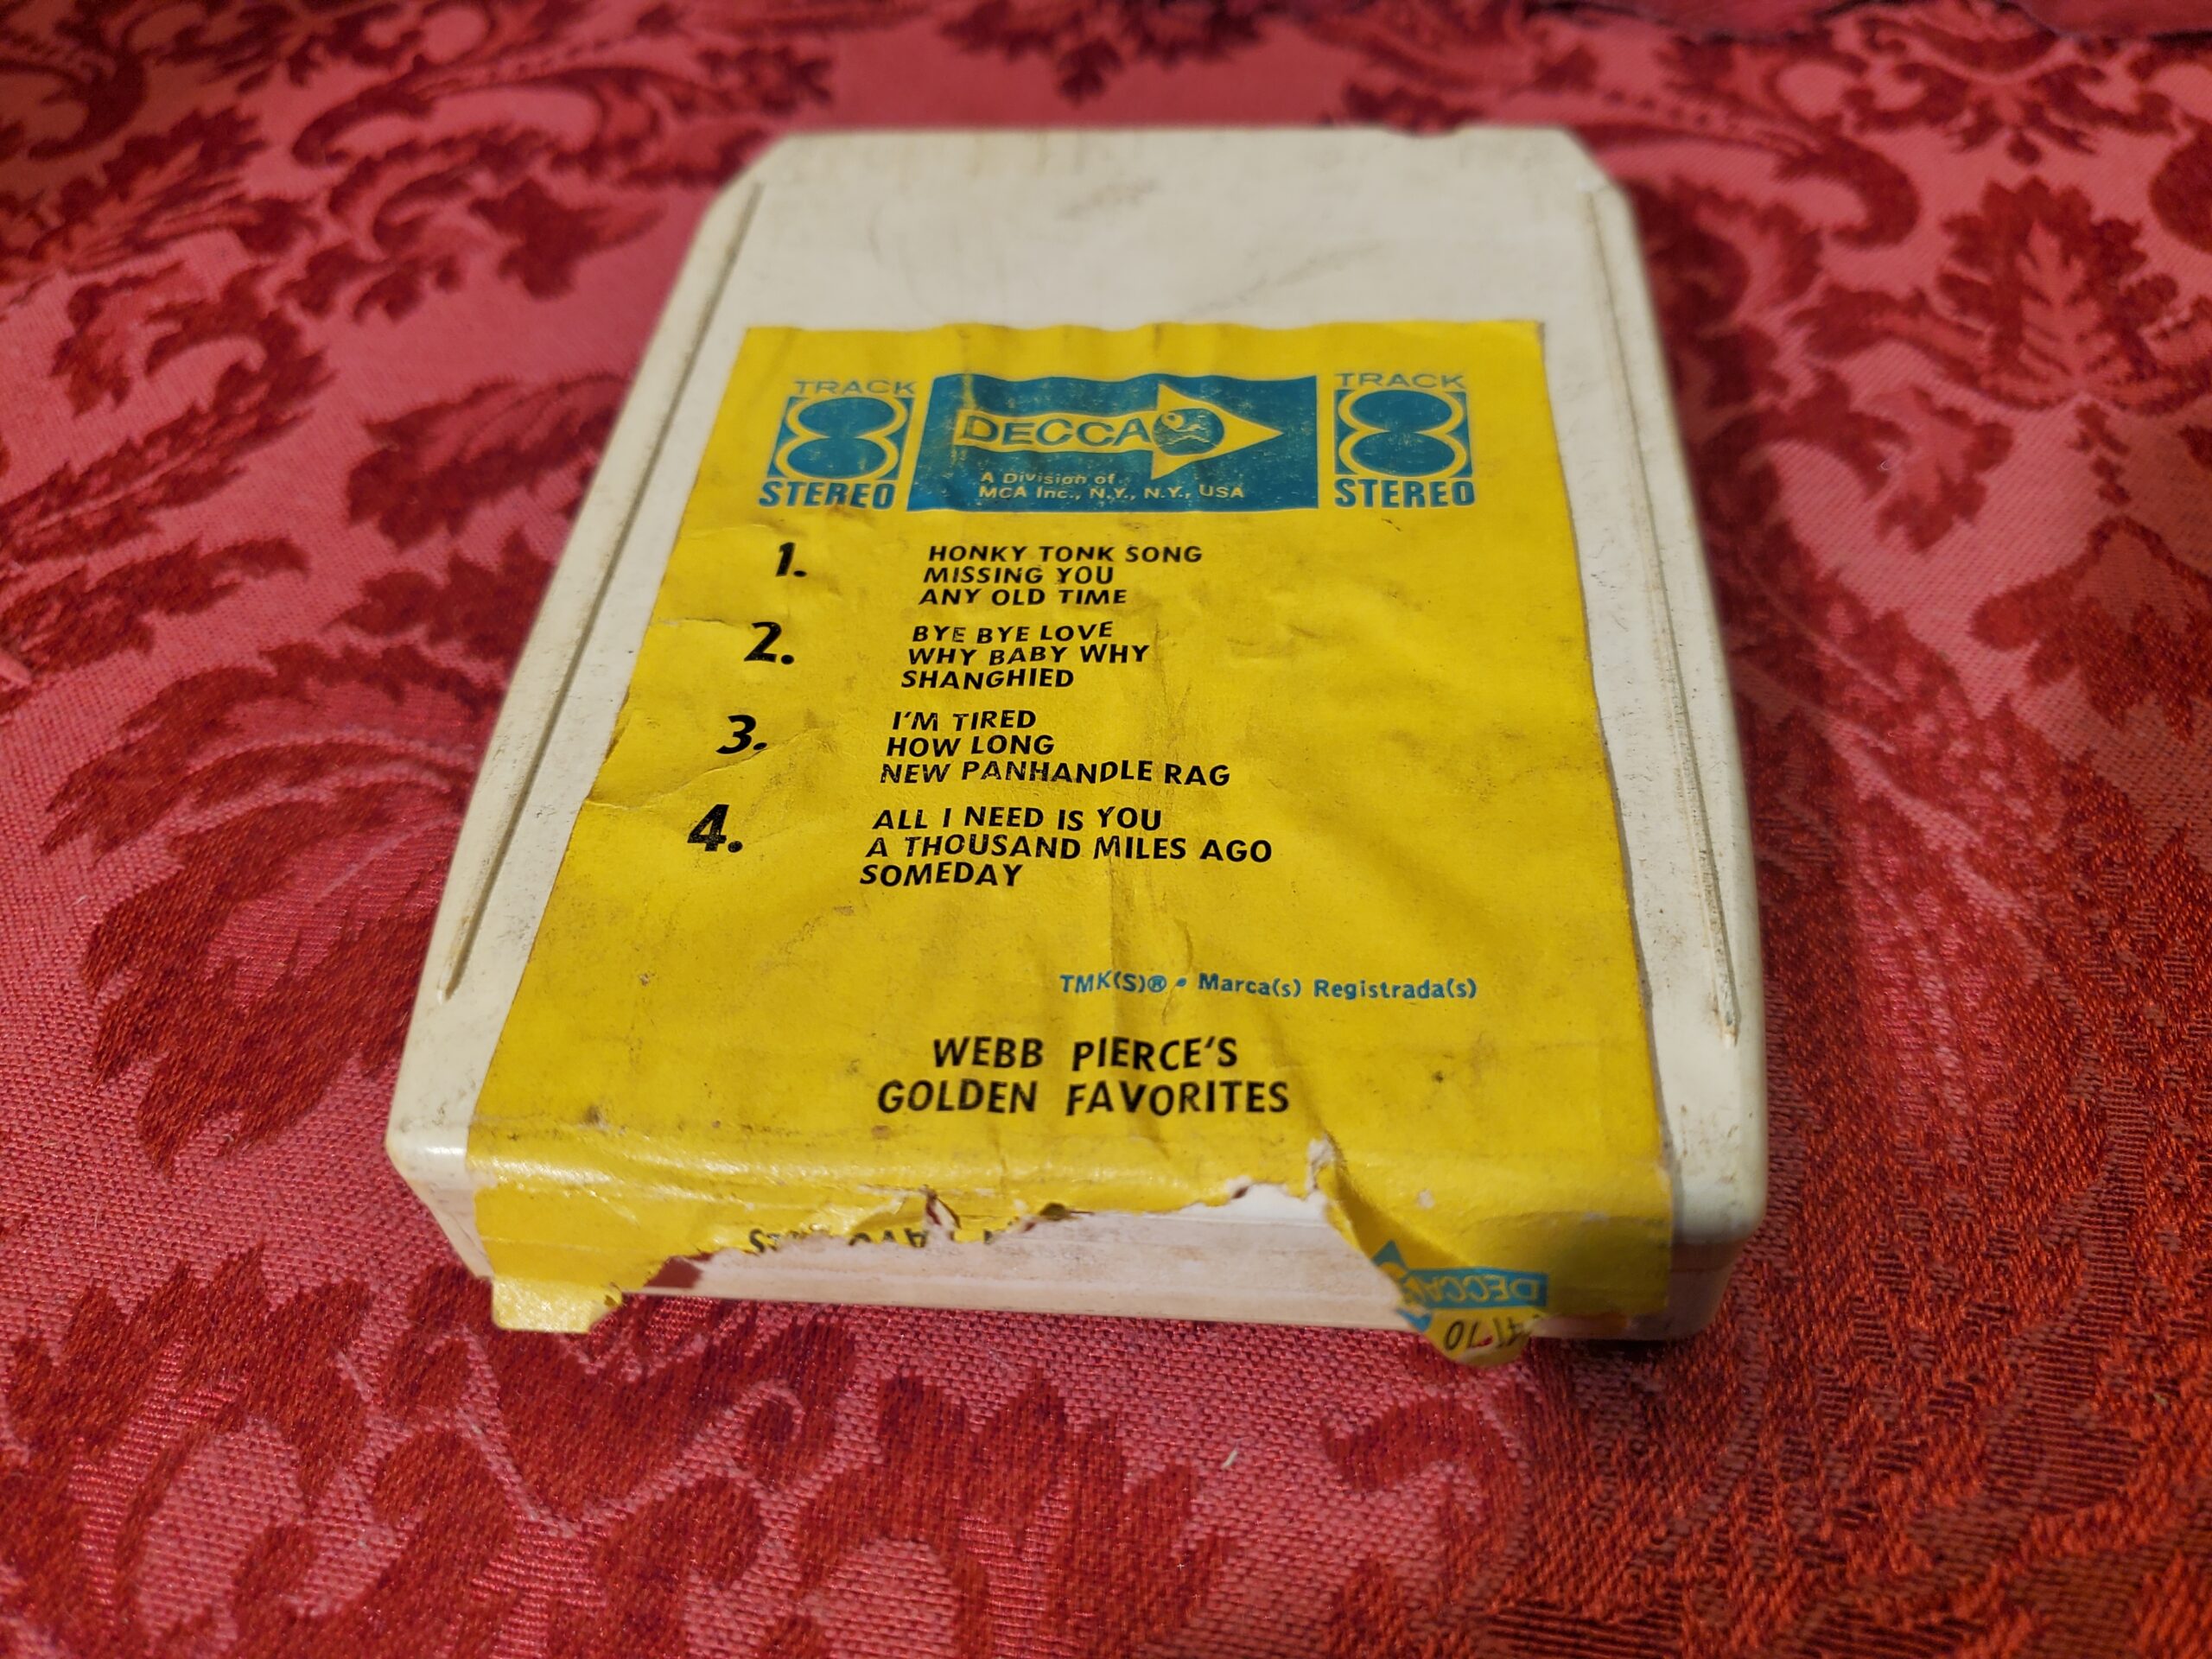 TRACK
8
STEREO
DECCA
A Division of
MCA Inc., N.Y., N.Y., USA
TRACK
8
STEREO
1. HONKY TONK SONG
MISSING YOU
ANY OLD TIME
2. BYE BYE LOVE
WHY BABY WHY
SHANGHIED
3. I'M TIRED
HOW LONG
NEW PANHANDLE RAG
4. ALL I NEED IS YOU
A THOUSAND MILES AGO
SOMEDAY
TMK(S)® • Marca(s) Registrada(s)
WEBB PIERCE'S
GOLDEN FAVORITES
DECCA